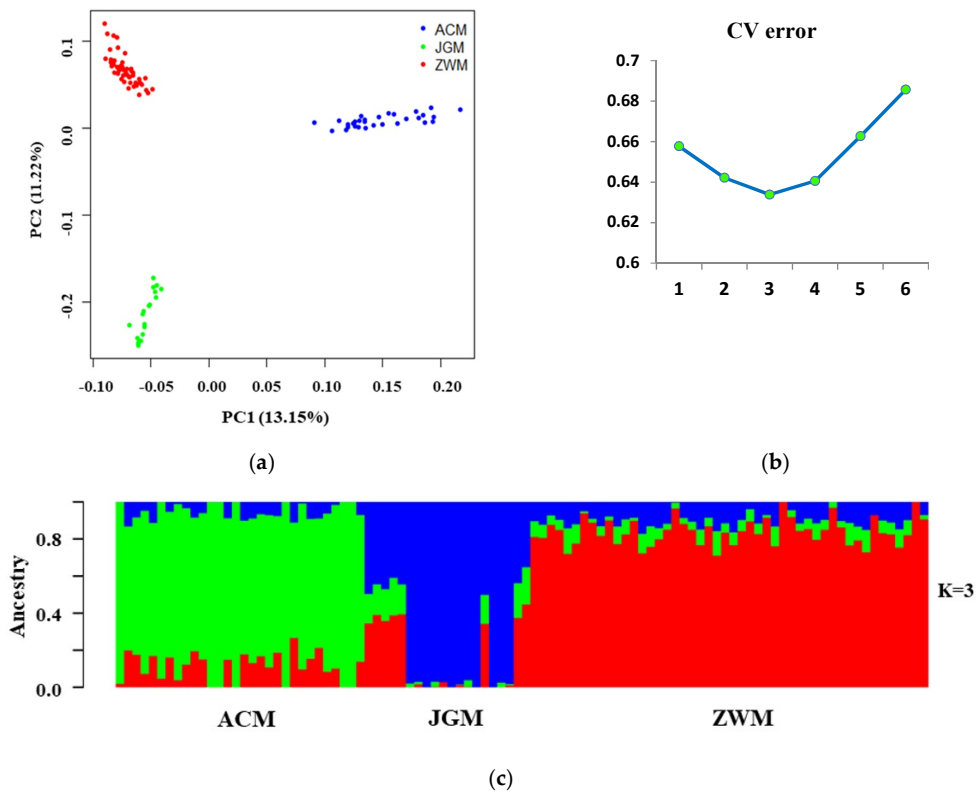 ACM
JGM
ZWM
0.1
0.0
-0.1
-0.2
PC2 (11.22%)
-0.10 -0.05 0.00 0.05 0.10 0.15 0.20
PC1 (13.15%)
(a)
CV error
0.7
0.68
0.66
0.64
0.62
0.6
1 2 3 4 5 6
(b)
Ancestry
0.8
0.4
0.0
K=3
ACM JGM ZWM
(c)